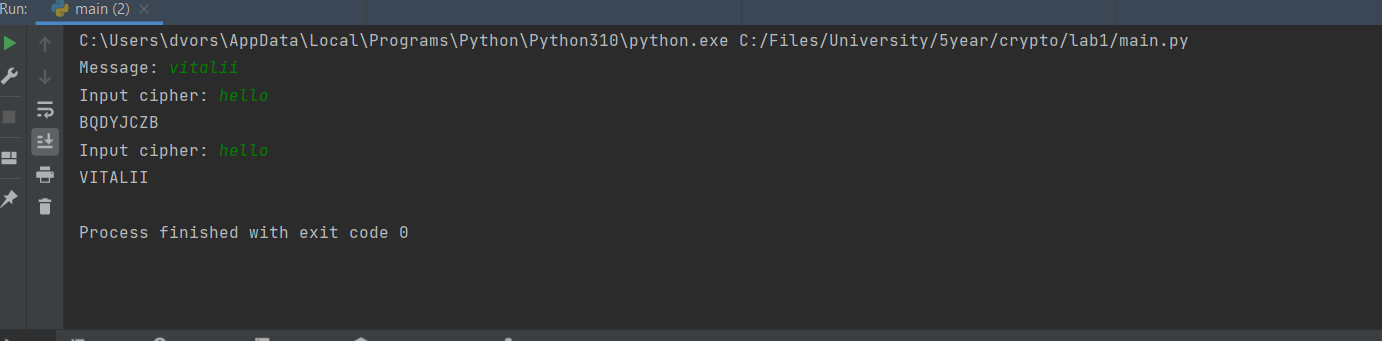 Run: main (2)
C:\Users\dvors\AppData\Local\Programs\Python\Python310\python.exe C:/Files/University/5year/crypto/lab1/main.py
Message: vitalii
Input cipher: hello
BQDYJCZB
Input cipher: hello
VITALII
Process finished with exit code 0